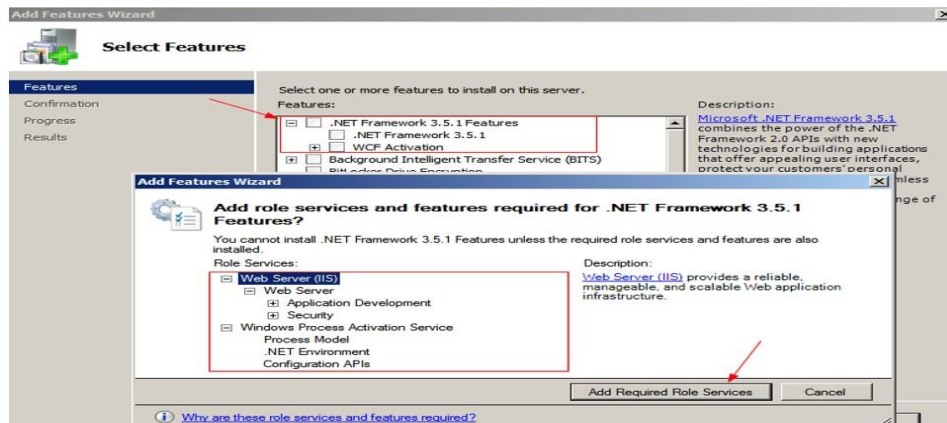 Add Features Wizard
Select Features
Features
Confirmation
Progress
Results
Select one or more features to install on this server.
Features:
.NET Framework 3.5.1 Features
.NET Framework 3.5.1
WCF Activation
Background Intelligent Transfer Service (BITS)
BitLocker Drive Encryption
Description:
Microsoft .NET Framework 3.5.1
combines the power of the .NET
Framework 2.0 APIs with new
technologies for building applications
that offer appealing user interfaces,
protect your customers' personal
mless
nge of
Add Features Wizard
Add role services and features required for .NET Framework 3.5.1
Features?
You cannot install .NET Framework 3.5.1 Features unless the required role services and features are also
installed.
Role Services:
Web Server (IIS)
Web Server
Application Development
Security
Windows Process Activation Service
Process Model
.NET Environment
Configuration APIs
Description:
Web Server (IIS) provides a reliable,
manageable, and scalable Web application
infrastructure.
Add Required Role Services
Cancel
Why are these role services and features required?